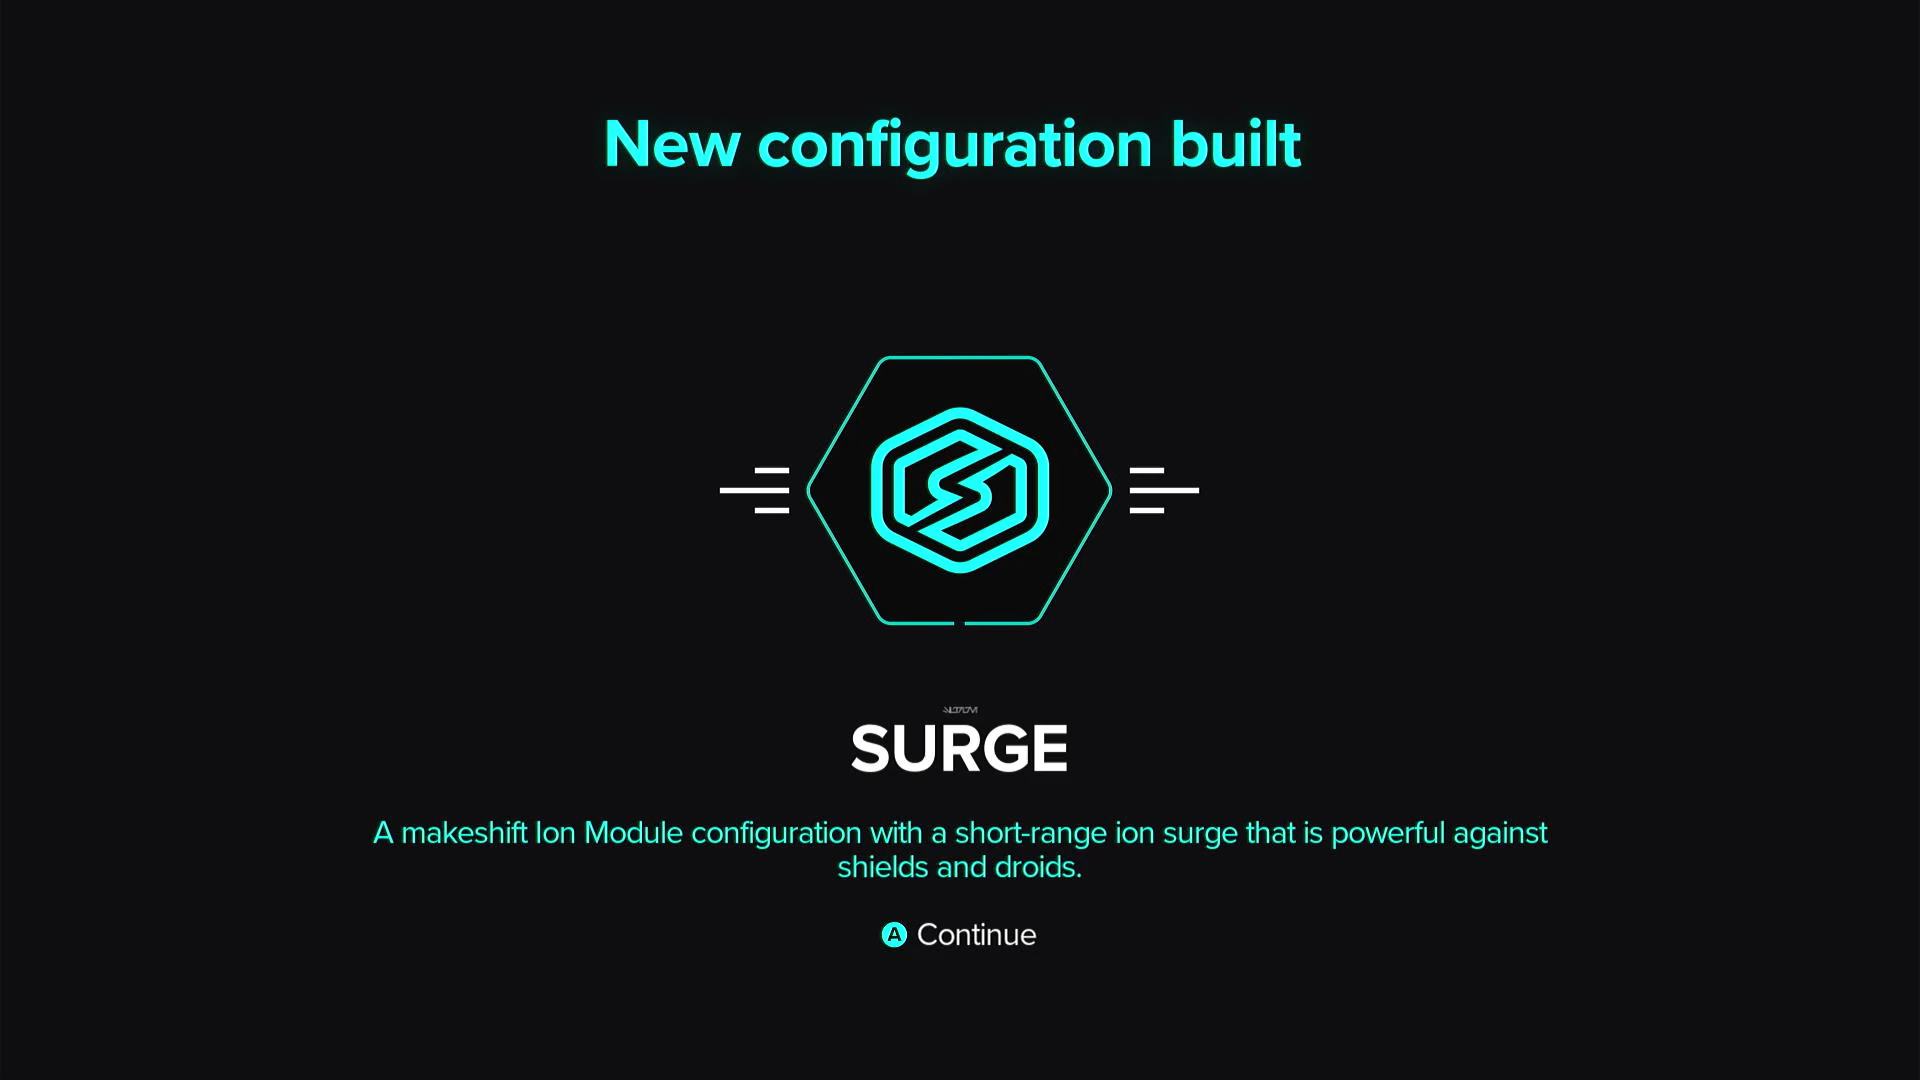 New configuration built
SURGE
A makeshift Ion Module configuration with a short-range ion surge that is powerful against
shields and droids.
A Continue